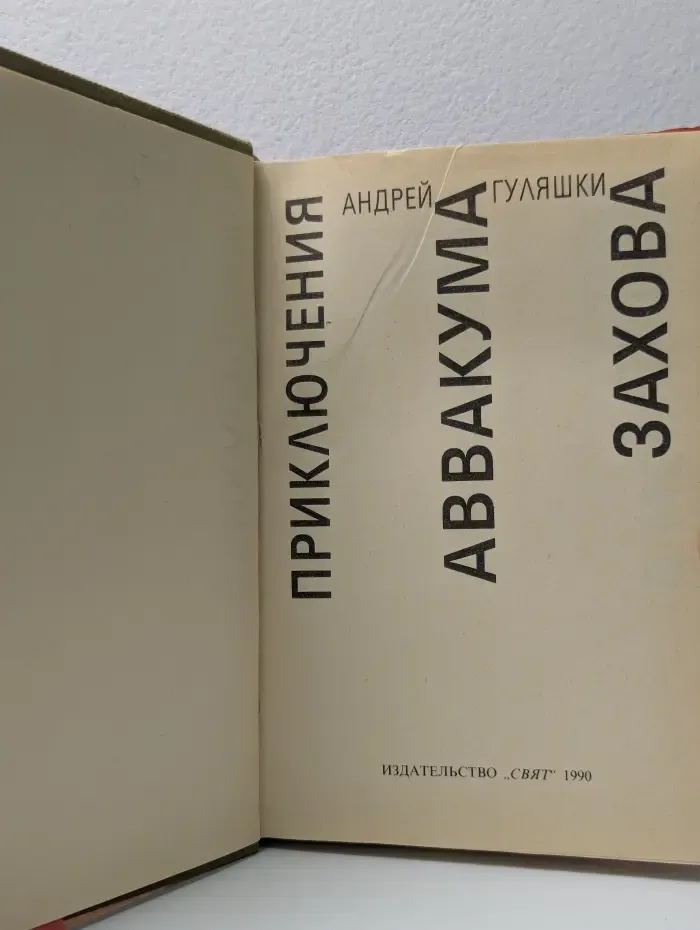 АНДРЕЙ ГУЛЯШКИ
ПРИКЛЮЧЕНИЯ
АВВАКУМА
ЗАХОВА
ИЗДАТЕЛЬСТВО „СВЯТ“ 1990